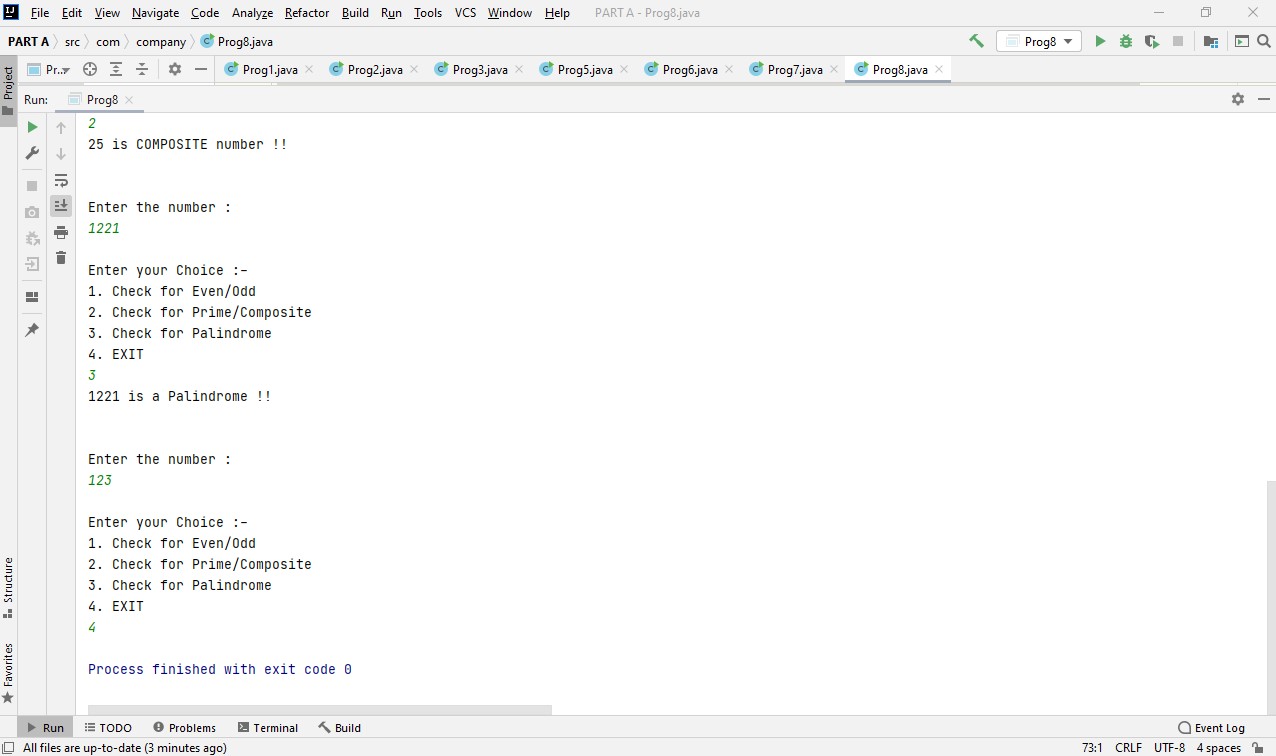 IJ File Edit View Navigate Code Analyze Refactor Build Run Tools VCS Window Help PART A - Prog8.java
PART A src com company Prog8.java Prog8
Project Pr... Prog1.java Prog2.java Prog3.java Prog5.java Prog6.java Prog7.java Prog8.java
Run: Prog8
2
25 is COMPOSITE number !!
Enter the number :
1221
Enter your Choice :-
1. Check for Even/Odd
2. Check for Prime/Composite
3. Check for Palindrome
4. EXIT
3
1221 is a Palindrome !!
Enter the number :
123
Enter your Choice :-
1. Check for Even/Odd
2. Check for Prime/Composite
3. Check for Palindrome
4. EXIT
4
Process finished with exit code 0
Structure
Favorites
Run TODO Problems Terminal Build Event Log
All files are up-to-date (3 minutes ago) 73:1 CRLF UTF-8 4 spaces